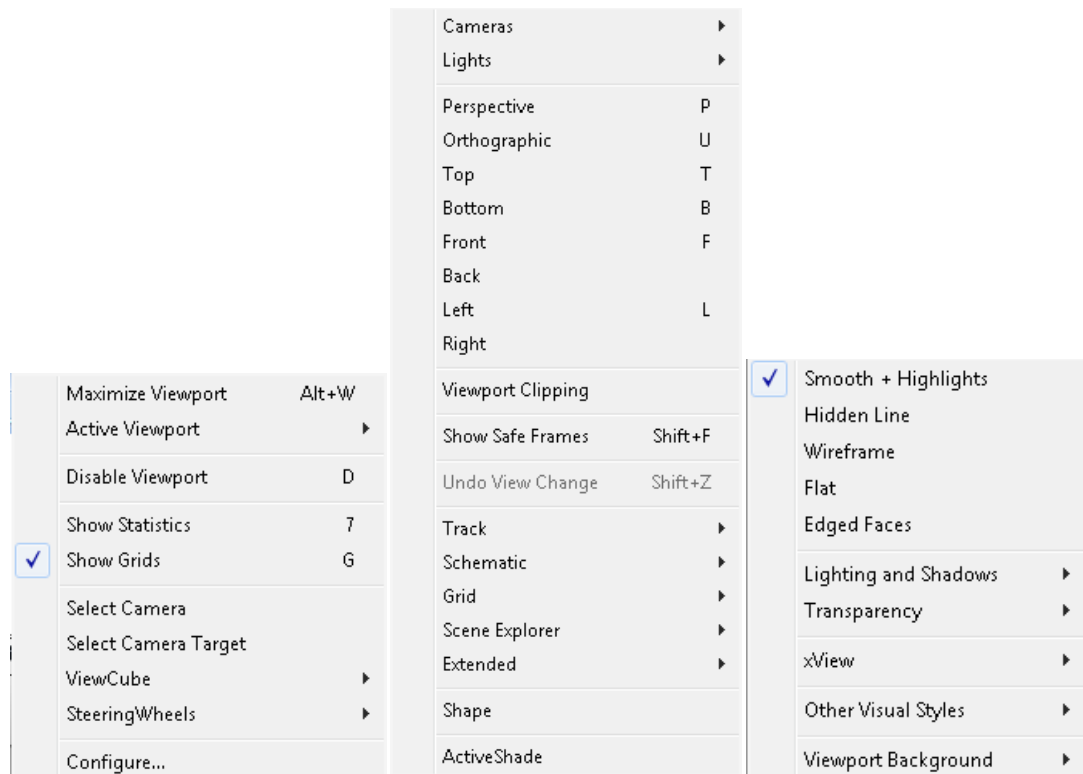 Maximize Viewport Alt+W
Active Viewport
Disable Viewport D
Show Statistics 7
Show Grids G
Select Camera
Select Camera Target
ViewCube
SteeringWheels
Configure...
Cameras
Lights
Perspective P
Orthographic U
Top T
Bottom B
Front F
Back
Left L
Right
Viewport Clipping
Show Safe Frames Shift+F
Undo View Change Shift+Z
Track
Schematic
Grid
Scene Explorer
Extended
Shape
ActiveShade
Smooth + Highlights
Hidden Line
Wireframe
Flat
Edged Faces
Lighting and Shadows
Transparency
xView
Other Visual Styles
Viewport Background